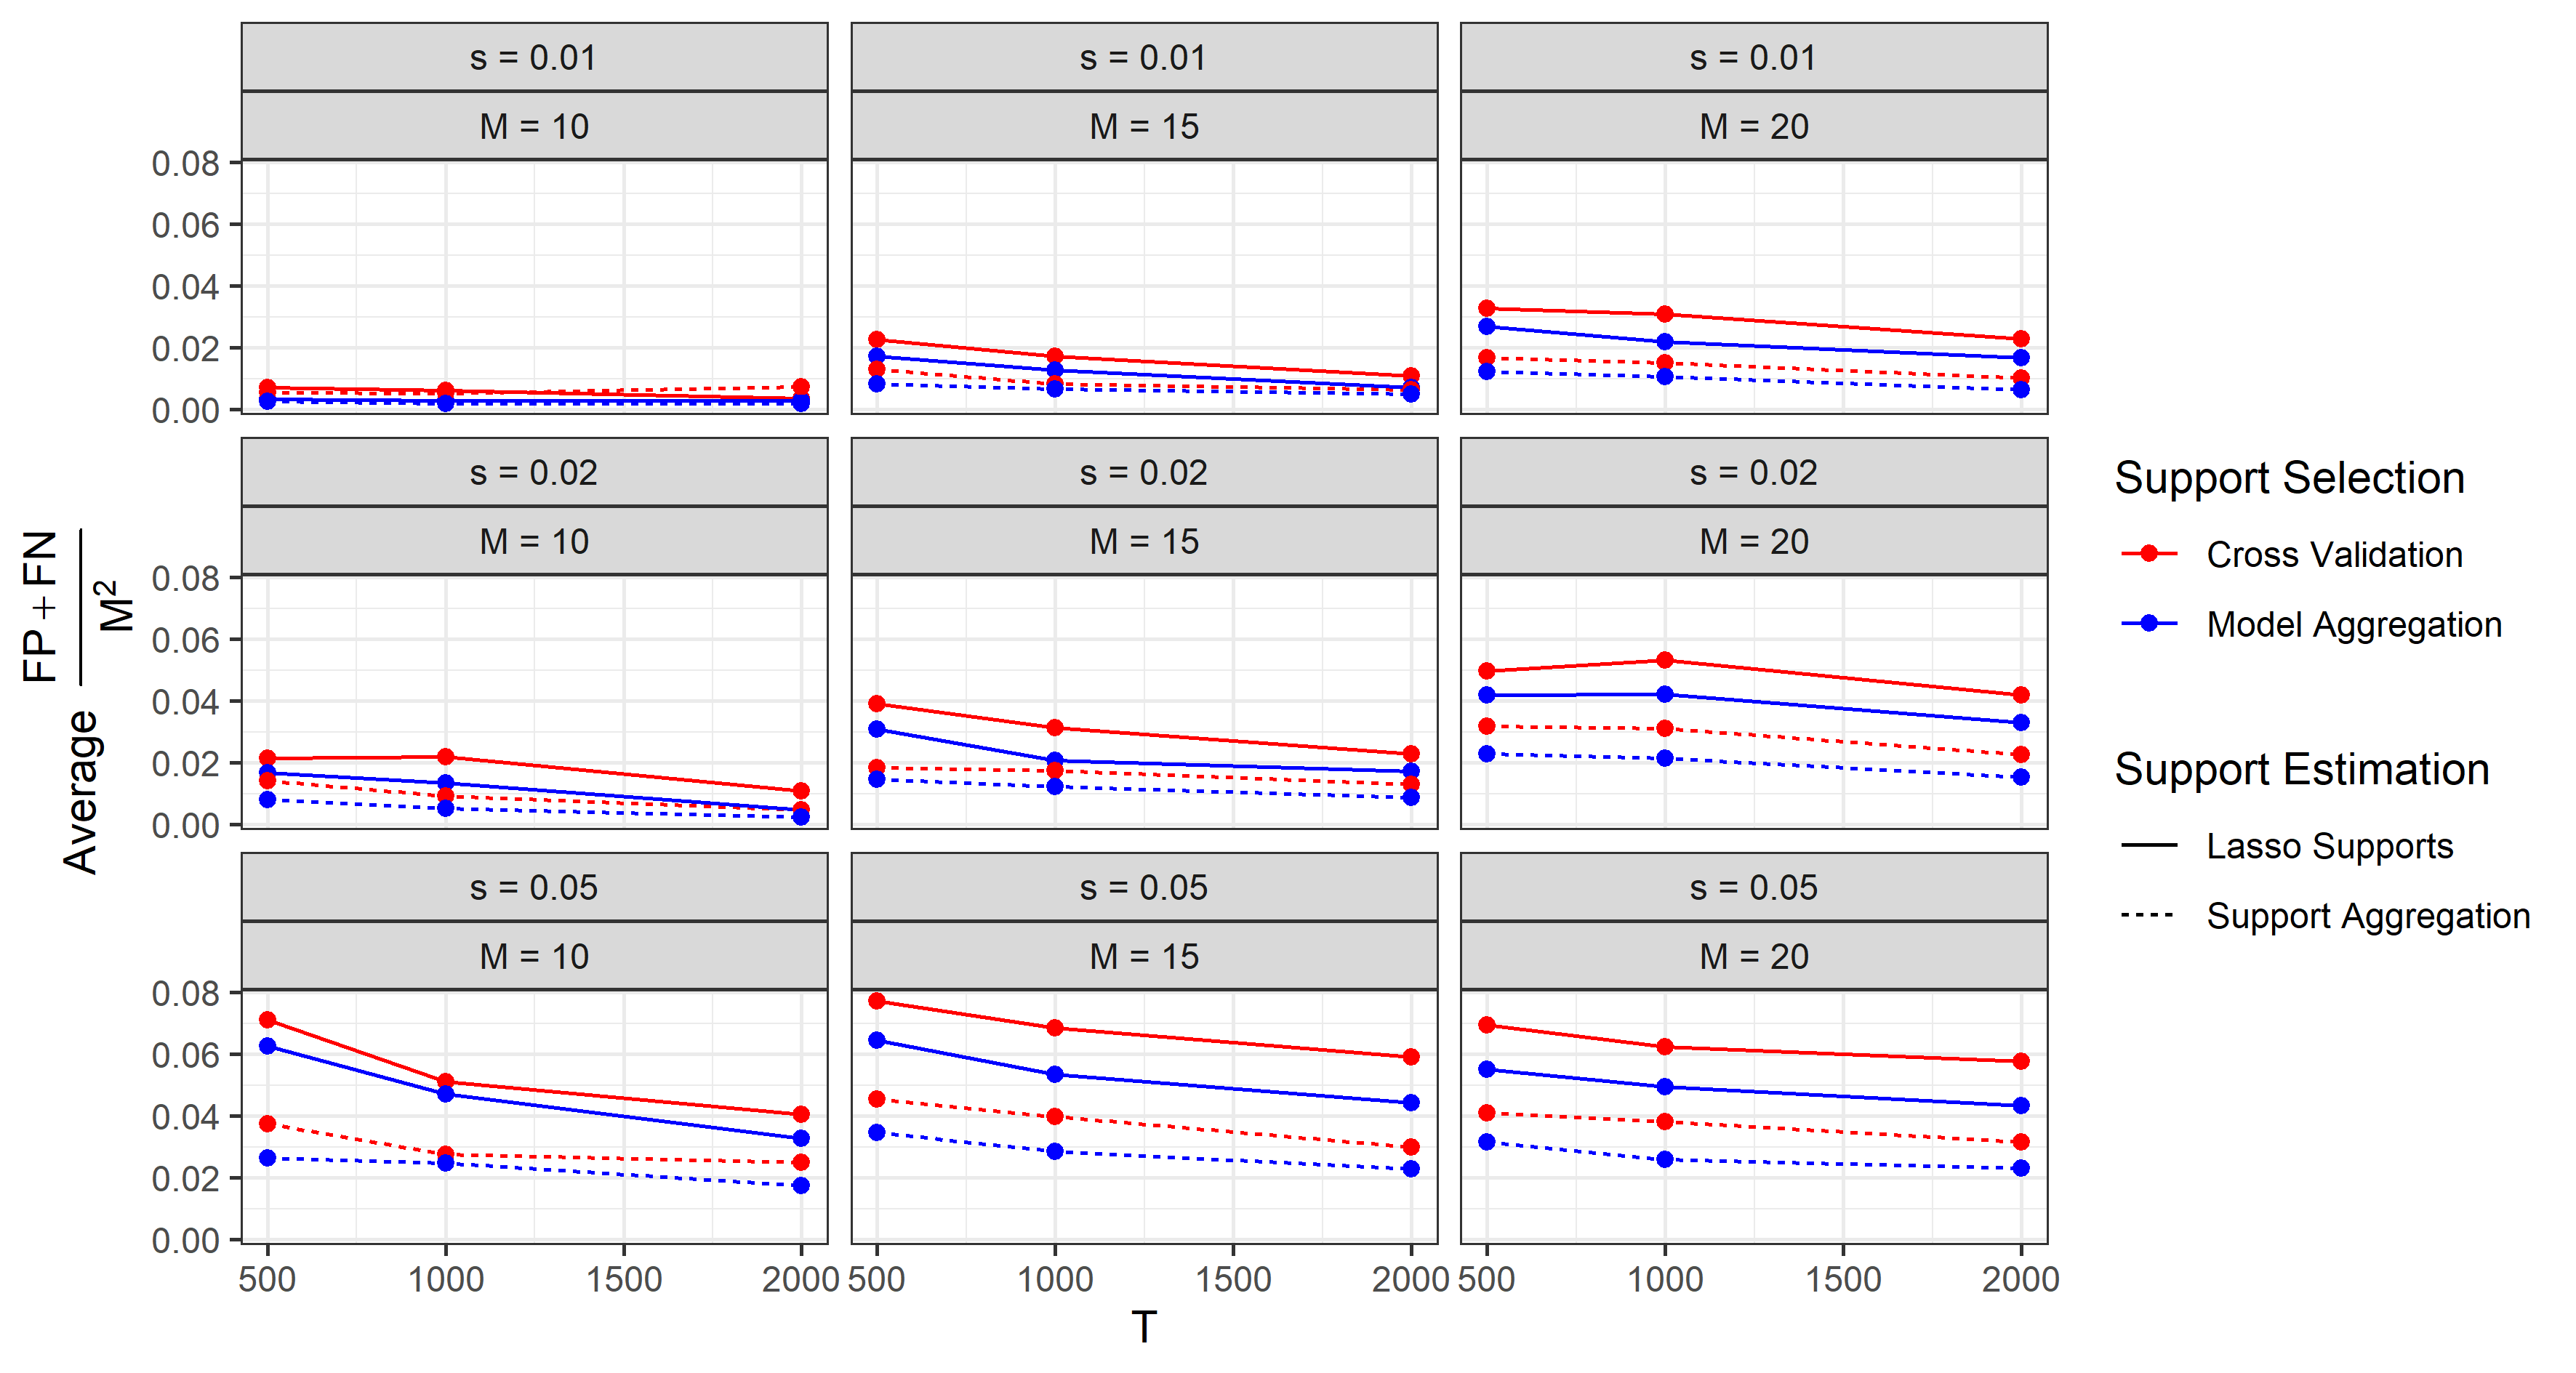 s = 0.01
s = 0.01
s = 0.01
M = 10
M = 15
M = 20
0.08
0.06
0.04
0.02
0.00
s = 0.02
s = 0.02
s = 0.02
M = 10
M = 15
M = 20
0.08
0.06
0.04
0.02
0.00
s = 0.05
s = 0.05
s = 0.05
M = 10
M = 15
M = 20
0.08
0.06
0.04
0.02
0.00
500 1000 1500 2000
500 1000 1500 2000
500 1000 1500 2000
T
Average FP + FN
M²
Support Selection
Cross Validation
Model Aggregation
Support Estimation
Lasso Supports
Support Aggregation